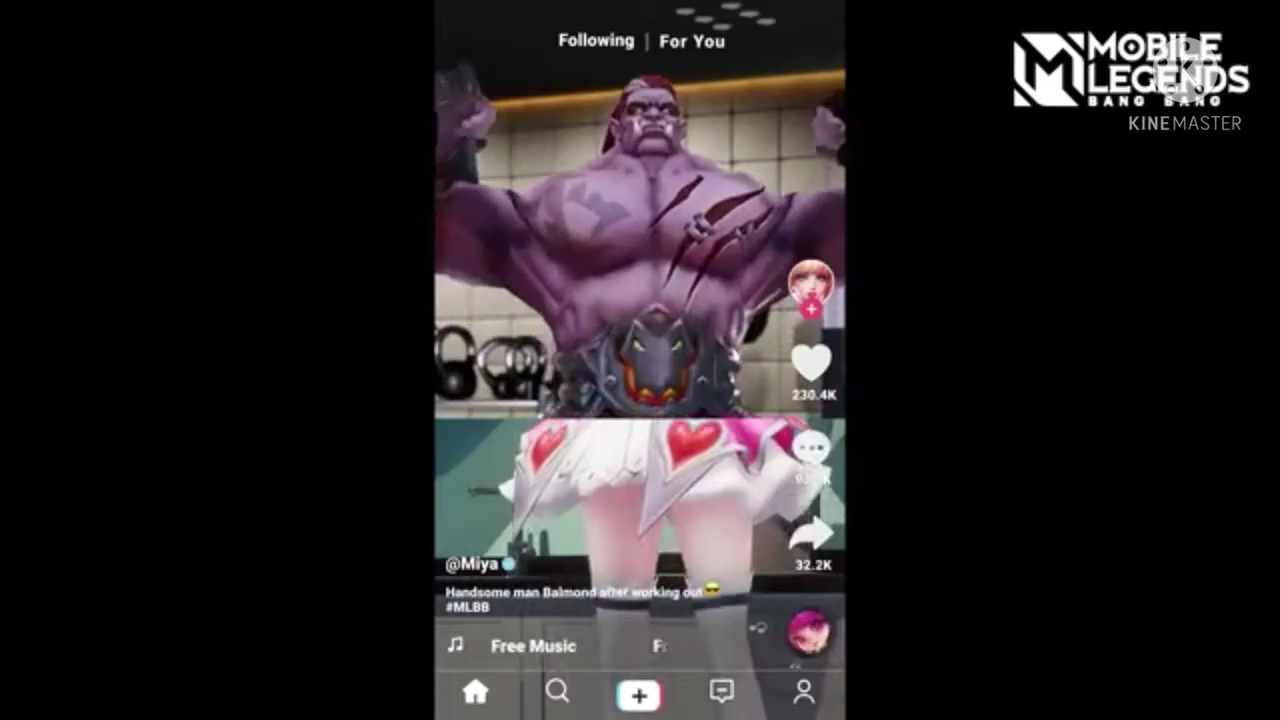 Following | For You
MOBILE
LEGENDS
BANG BANG
KINEMASTER
230.4K
32.2K
@Miya
Handsome man Balmond after working out😎
#MLBB
Free Music